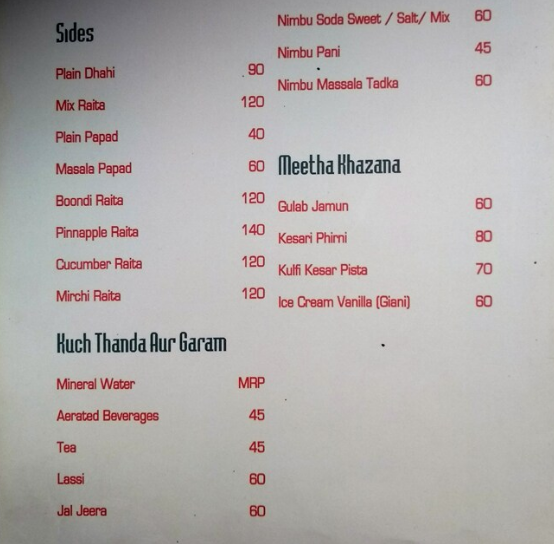 Sides
Plain Dhahi 90
Mix Raita 120
Plain Papad 40
Masala Papad 60
Boondi Raita 120
Pinnapple Raita 140
Cucumber Raita 120
Mirchi Raita 120
Kuch Thanda Aur Garam
Mineral Water MRP
Aerated Beverages 45
Tea 45
Lassi 60
Jal Jeera 60
Nimbu Soda Sweet / Salt/ Mix 60
Nimbu Pani 45
Nimbu Massala Tadka 60
Meetha Khazana
Gulab Jamun 60
Kesari Phirni 80
Kulfi Kesar Pista 70
Ice Cream Vanilla (Giani) 60